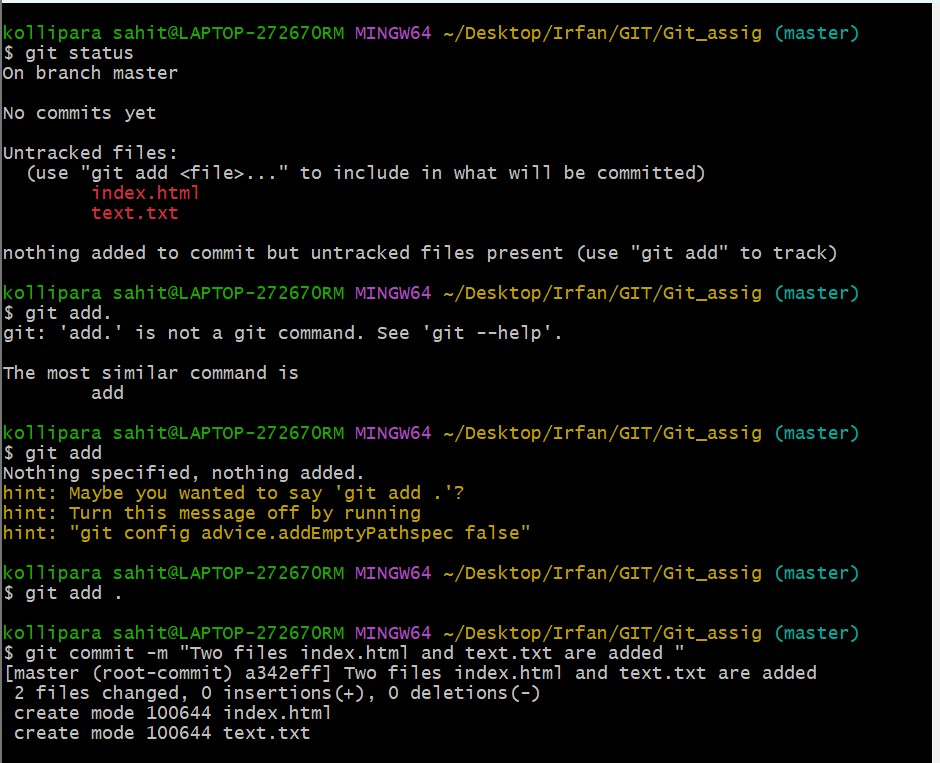 kollipara sahit@LAPTOP-27267ORM MINGW64 ~/Desktop/Irfan/GIT/Git_assig (master)
$ git status
On branch master
No commits yet
Untracked files:
  (use "git add <file>..." to include in what will be committed)
        index.html
        text.txt
nothing added to commit but untracked files present (use "git add" to track)
kollipara sahit@LAPTOP-27267ORM MINGW64 ~/Desktop/Irfan/GIT/Git_assig (master)
$ git add.
git: 'add.' is not a git command. See 'git --help'.
The most similar command is
        add
kollipara sahit@LAPTOP-27267ORM MINGW64 ~/Desktop/Irfan/GIT/Git_assig (master)
$ git add
Nothing specified, nothing added.
hint: Maybe you wanted to say 'git add .'?
hint: Turn this message off by running
hint: "git config advice.addEmptyPathspec false"
kollipara sahit@LAPTOP-27267ORM MINGW64 ~/Desktop/Irfan/GIT/Git_assig (master)
$ git add .
kollipara sahit@LAPTOP-27267ORM MINGW64 ~/Desktop/Irfan/GIT/Git_assig (master)
$ git commit -m "Two files index.html and text.txt are added "
[master (root-commit) a342eff] Two files index.html and text.txt are added
 2 files changed, 0 insertions(+), 0 deletions(-)
 create mode 100644 index.html
 create mode 100644 text.txt